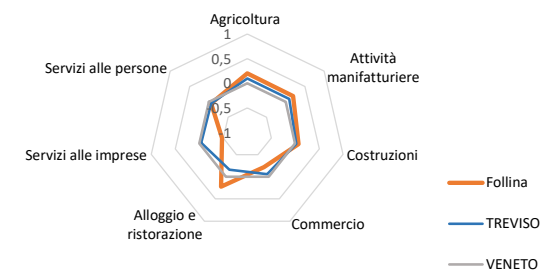 Agricoltura
Attività
manifatturiere
Costruzioni
Commercio
Alloggio e
ristorazione
Servizi alle imprese
Servizi alle persone
1
0,5
0
0,5
1
Follina
TREVISO
VENETO